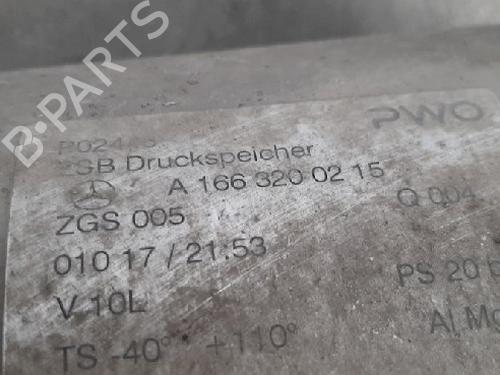 B-PARTS
PWO
ZSB Druckspeicher
A 166 320 02 15
ZGS 005
Q 004
010 17 / 21:53
V 10L
PS 20
TS -40° +110°
Al